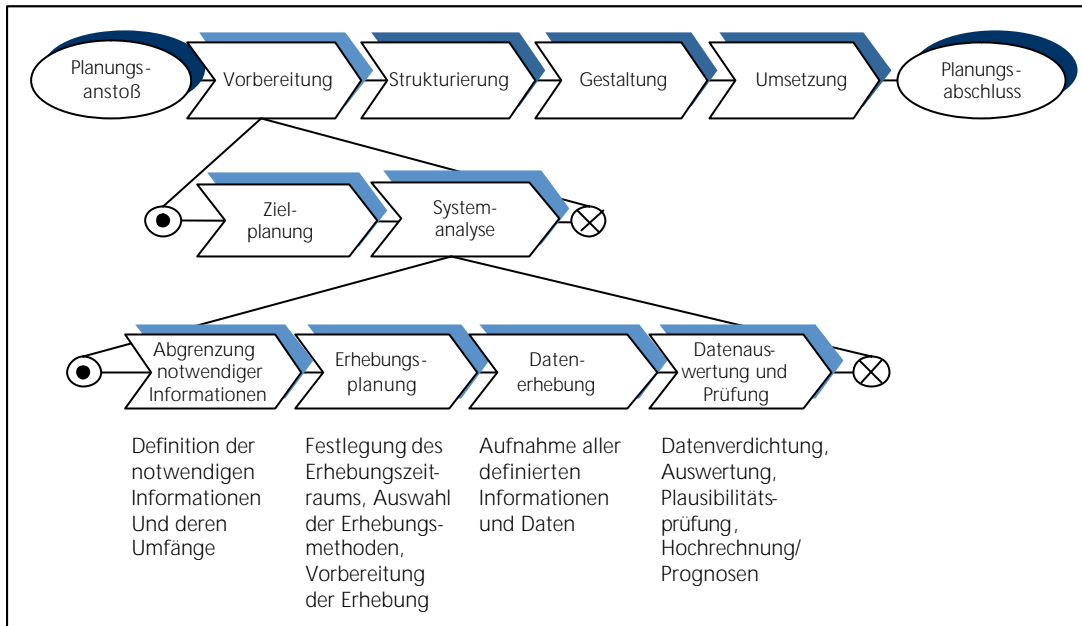 Planungs-
anstoß
Vorbereitung
Strukturierung
Gestaltung
Umsetzung
Planungs-
abschluss
Ziel-
planung
System-
analyse
Abgrenzung
notwendiger
Informationen
Erhebungs-
planung
Daten-
erhebung
Datenaus-
wertung und
Prüfung
Definition der
notwendigen
Informationen
Und deren
Umfänge
Festlegung des
Erhebungszeit-
raums, Auswahl
der Erhebungs-
methoden,
Vorbereitung
der Erhebung
Aufnahme aller
definierten
Informationen
und Daten
Datenverdichtung,
Auswertung,
Plausibilitäts-
prüfung,
Hochrechnung/
Prognosen